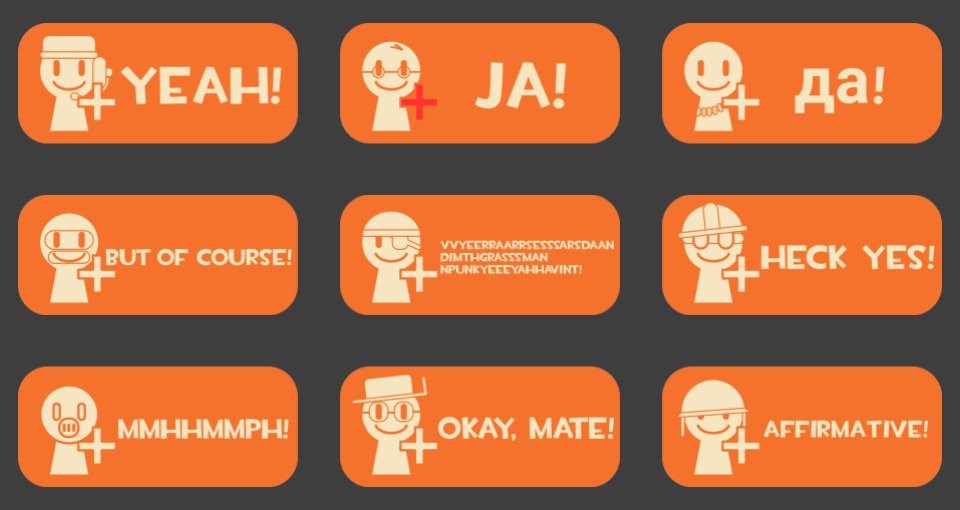 YEAH!
JA!
да!
BUT OF COURSE!
VVYEERRAARRSESSSARSDAAN
DIMTHGRASSSMAN
NPUNKYEEEYAHHAVINT!
HECK YES!
MMHHMMPH!
OKAY, MATE!
AFFIRMATIVE!